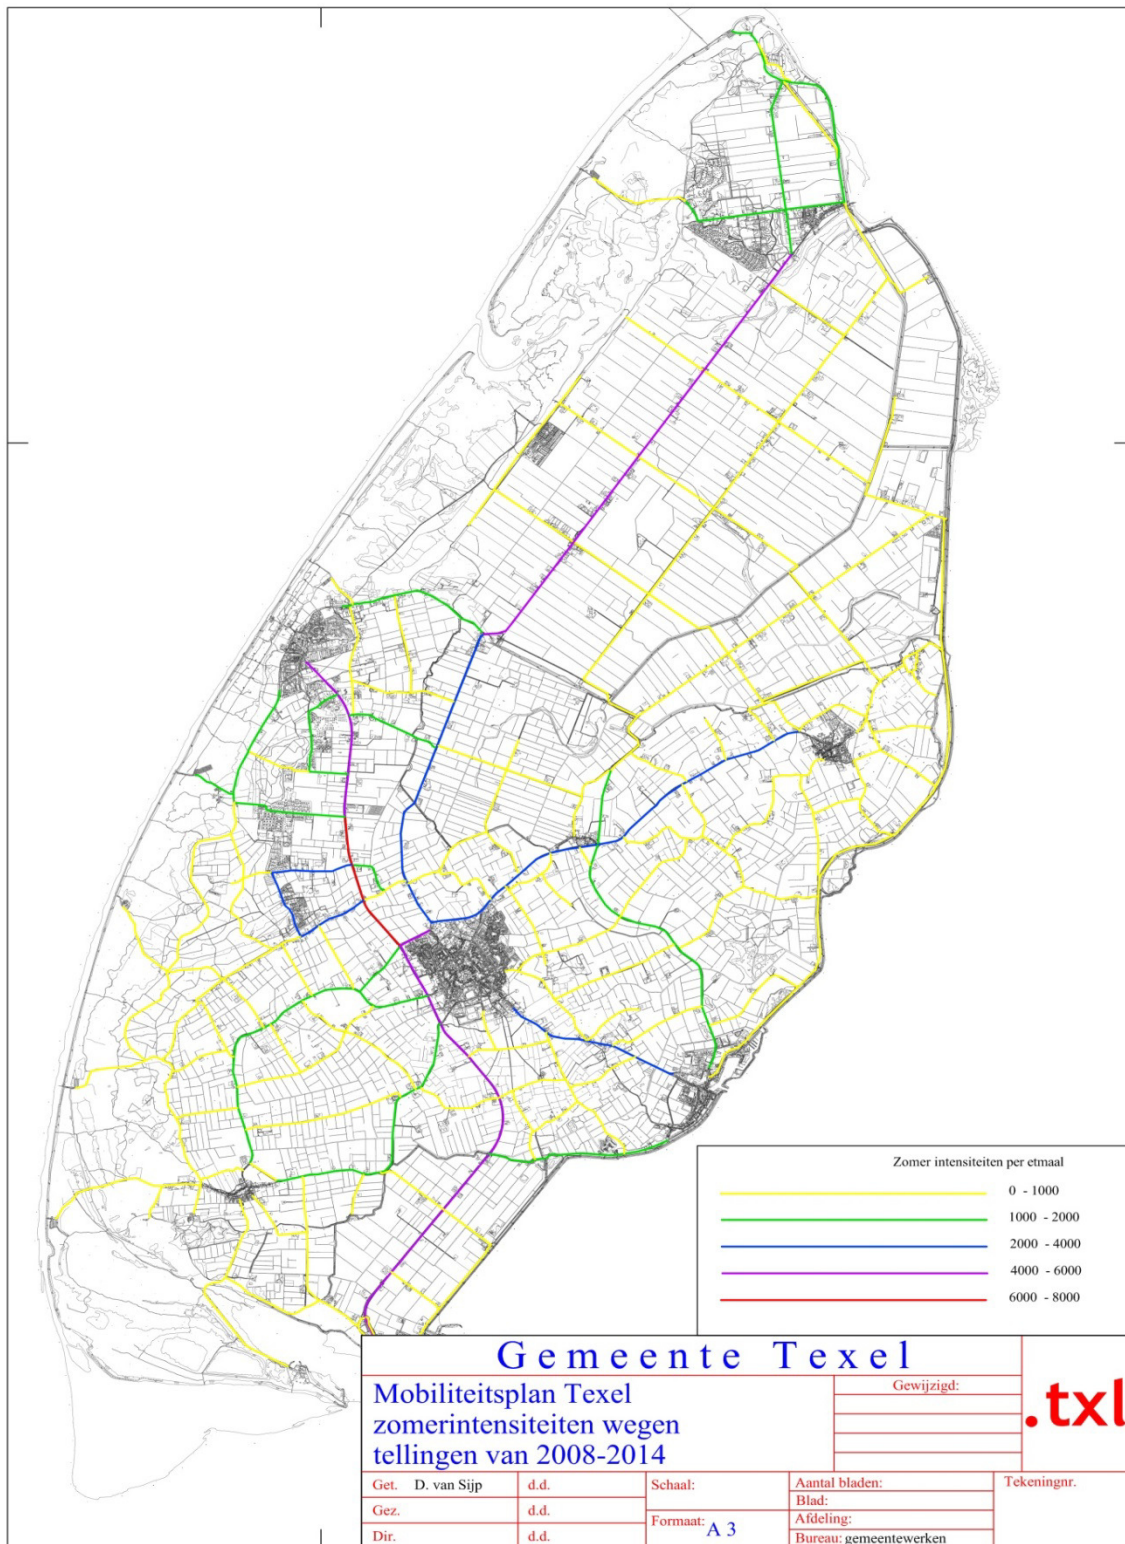 Zomer intensiteiten per etmaal
0 - 1000
1000 - 2000
2000 - 4000
4000 - 6000
6000 - 8000
Gemeente Texel
Mobiliteitsplan Texel
zomerintensiteiten wegen
tellingen van 2008-2014
Gewijzigd:
.txl
Get. D. van Sijp
d.d.
Schaal:
Aantal bladen:
Tekeningnr.
Blad:
Gez.
d.d.
Formaat: A 3
Afdeling:
Dir.
d.d.
Bureau: gemeentewerken